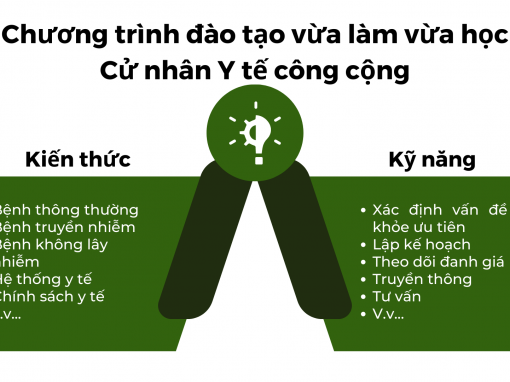 Chương trình đào tạo vừa làm vừa học
Cử nhân Y tế công cộng
Kiến thức
Bệnh thông thường
Bệnh truyền nhiễm
Bệnh không lây
nhiễm
Hệ thống y tế
Chính sách y tế
V.v...
Kỹ năng
Xác định vấn đề
khỏe ưu tiên
Lập kế hoạch
Theo dõi đanh giá
Truyền thông
Tư vấn
V.v...